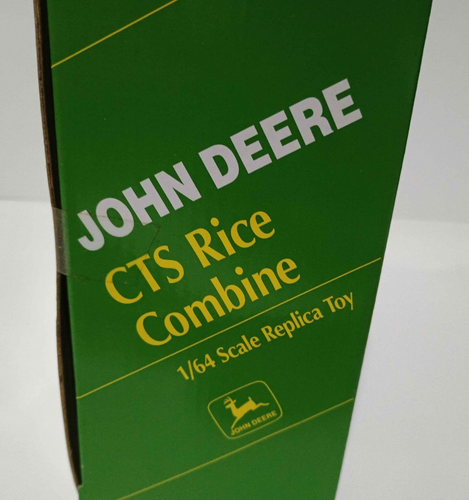 JOHN DEERE
CTS Rice
Combine
1/64 Scale Replica Toy
JOHN DEERE